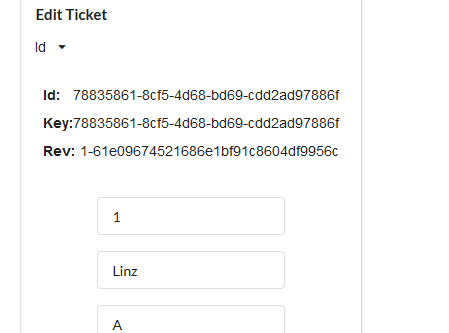 Edit Ticket
Id
Id: 78835861-8cf5-4d68-bd69-cdd2ad97886f
Key:78835861-8cf5-4d68-bd69-cdd2ad97886f
Rev: 1-61e09674521686e1bf91c8604df9956c
1
Linz
A